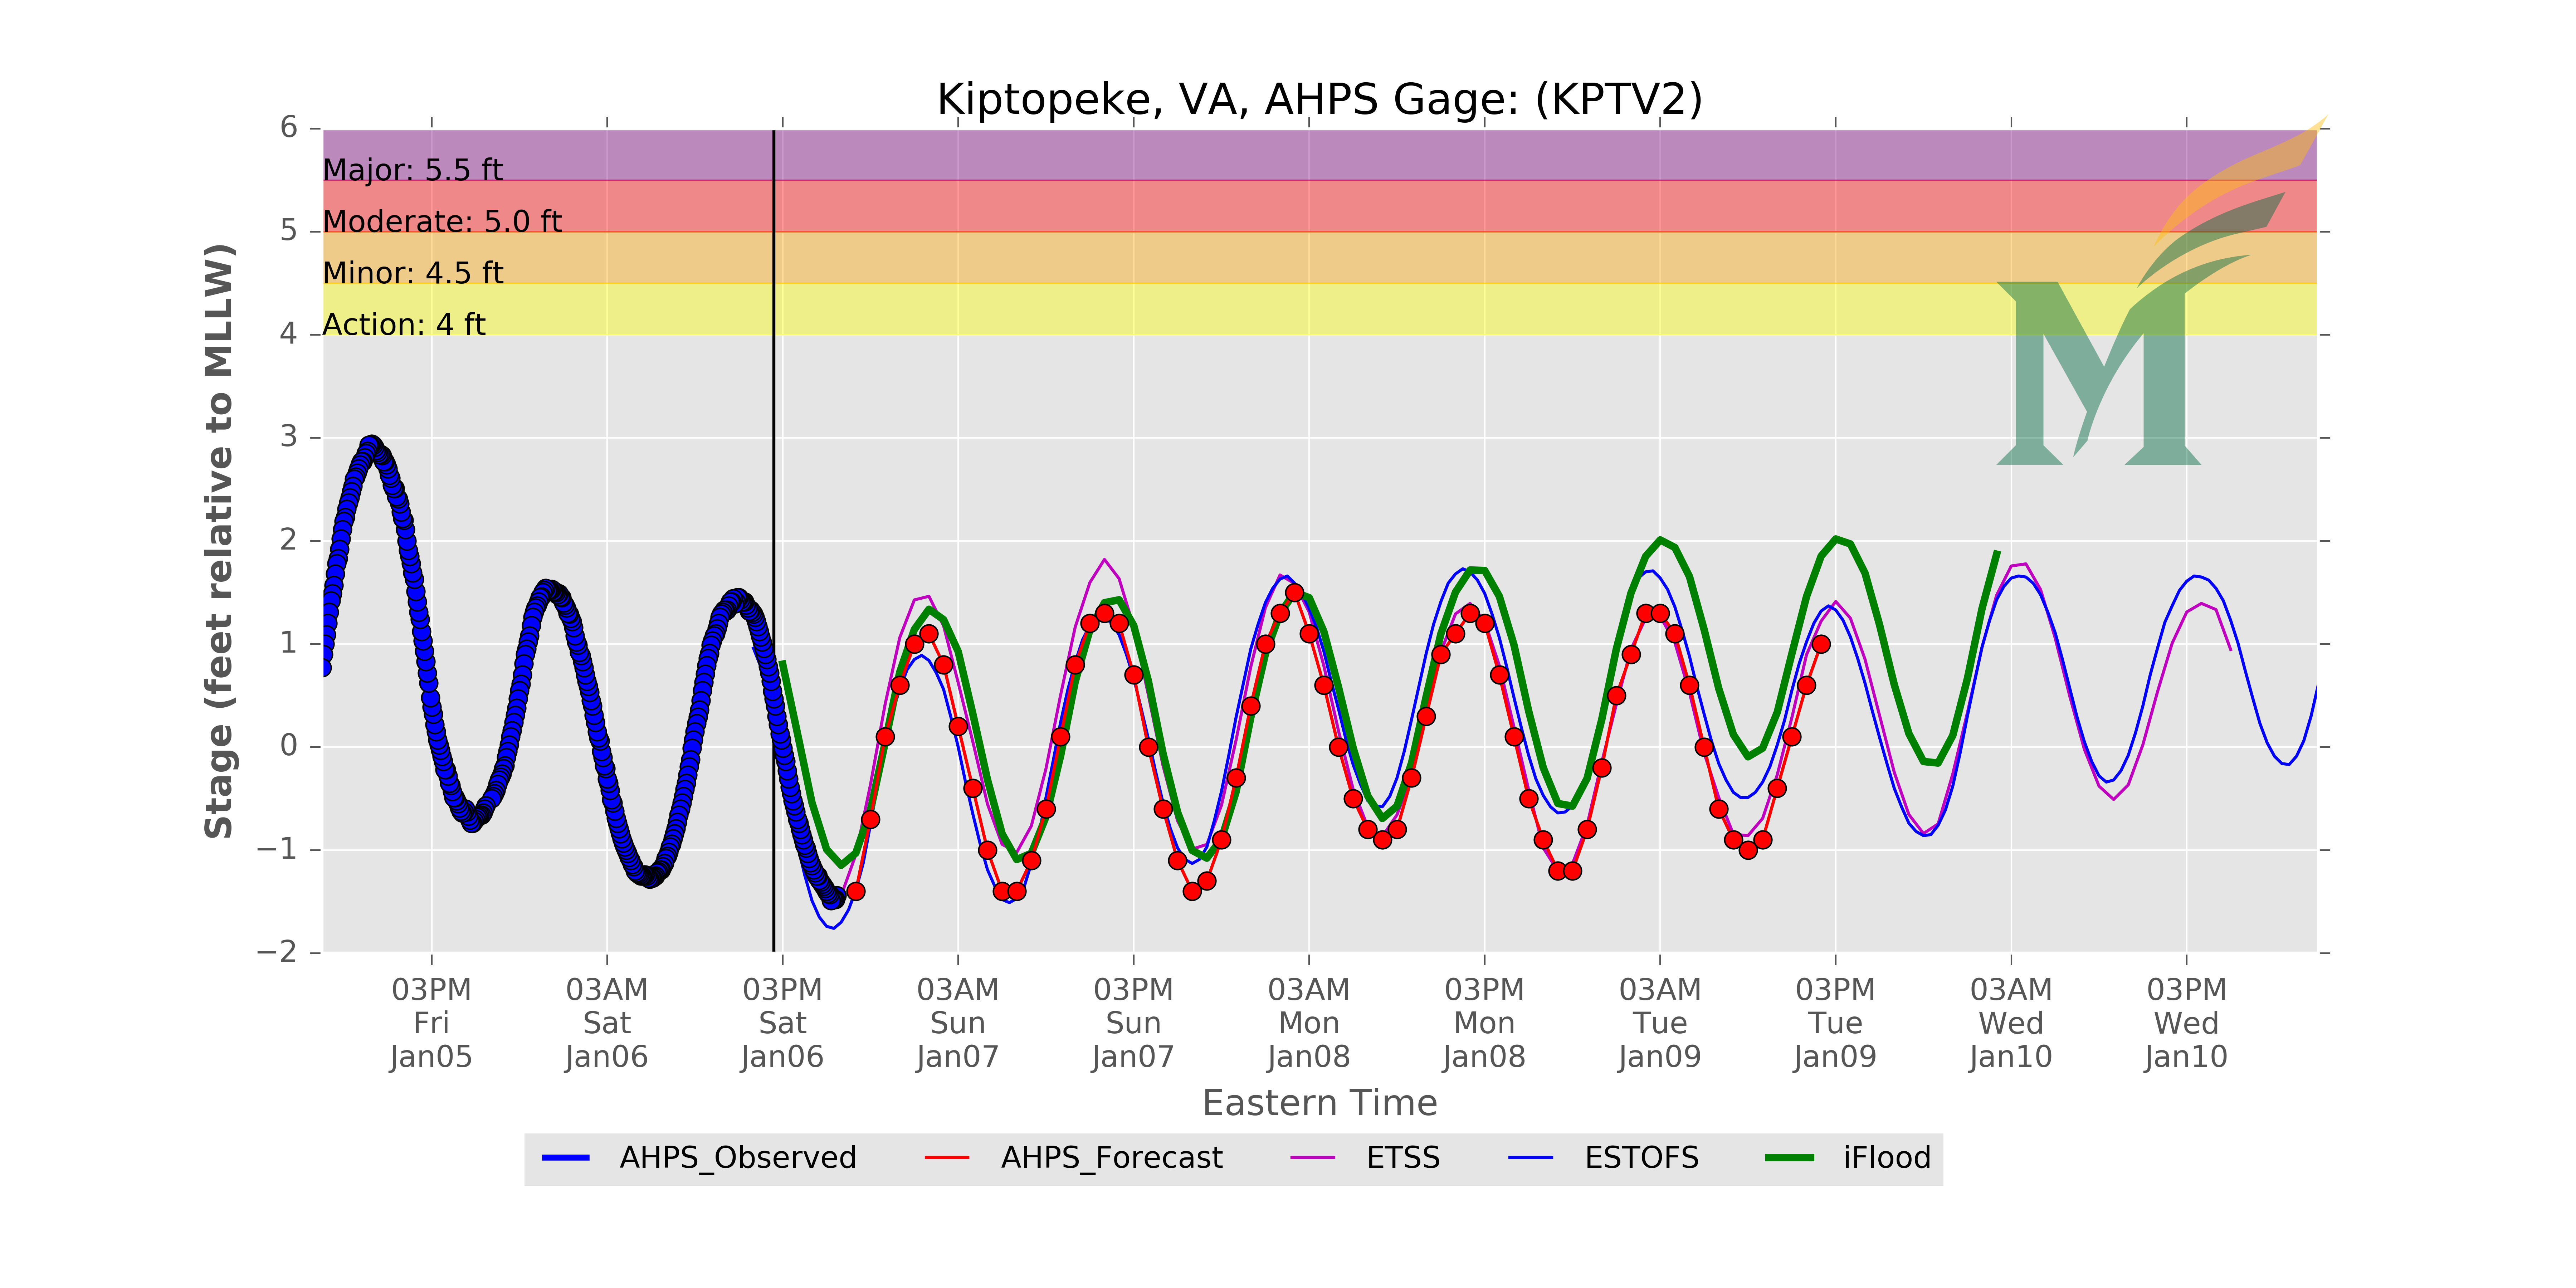 Kiptopeke, VA, AHPS Gage: (KPTV2)
6
5
4
3
2
1
0
−1
−2
Stage (feet relative to MLLW)
Major: 5.5 ft
Moderate: 5.0 ft
Minor: 4.5 ft
Action: 4 ft
M
03PM 03AM 03PM 03AM 03PM 03AM 03PM 03AM 03PM 03AM 03PM
Fri Sat Sat Sun Sun Mon Mon Tue Tue Wed Wed
Jan05 Jan06 Jan06 Jan07 Jan07 Jan08 Jan08 Jan09 Jan09 Jan10 Jan10
Eastern Time
AHPS_Observed AHPS_Forecast ETSS ESTOFS iFlood